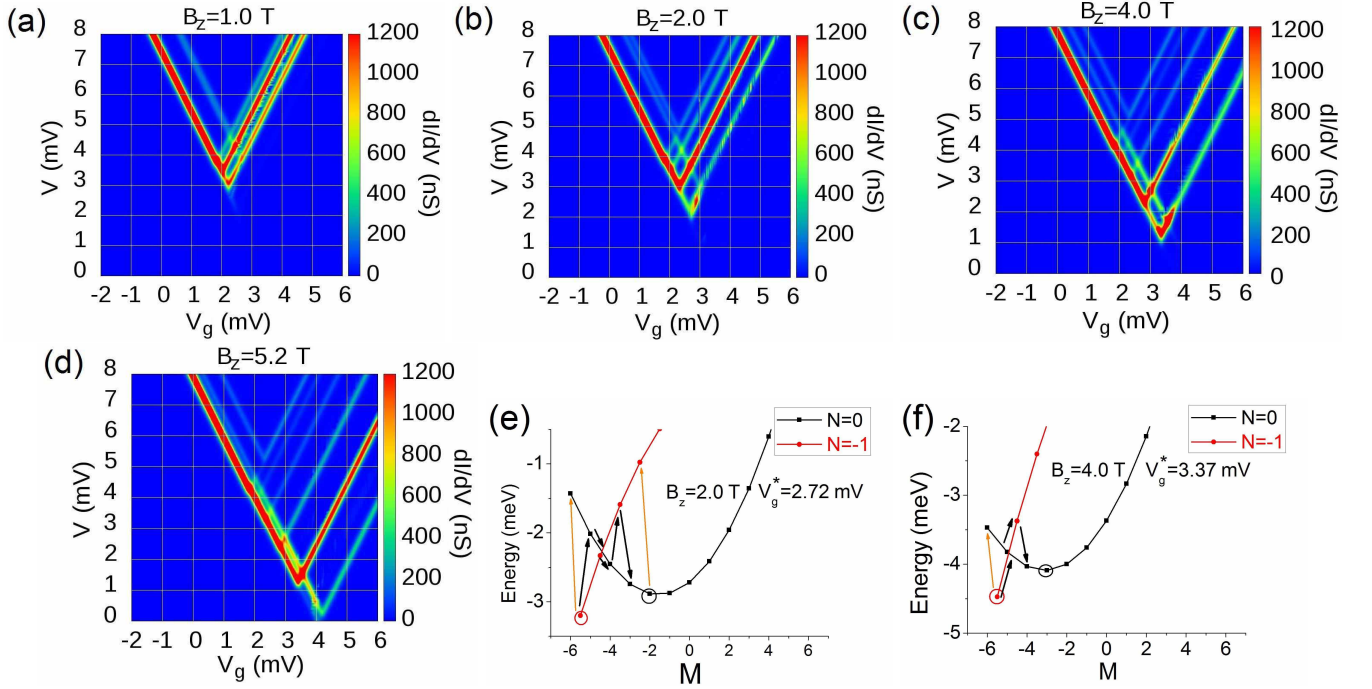 (a)
B_z=1.0 T
8
7
6
5
4
3
2
1
0
V (mV)
-2 -1 0 1 2 3 4 5 6
V_g (mV)
1200
1000
800
600
400
200
0
dI/dV (nS)
(b)
B_z=2.0 T
8
7
6
5
4
3
2
1
0
V (mV)
-2 -1 0 1 2 3 4 5 6
V_g (mV)
1200
1000
800
600
400
200
0
dI/dV (nS)
(c)
B_z=4.0 T
8
7
6
5
4
3
2
1
0
V (mV)
-2 -1 0 1 2 3 4 5 6
V_g (mV)
1200
1000
800
600
400
200
0
dI/dV (nS)
(d)
B_z=5.2 T
8
7
6
5
4
3
2
1
0
V (mV)
-2 -1 0 1 2 3 4 5 6
V_g (mV)
1200
1000
800
600
400
200
0
dI/dV (nS)
(e)
N=0
N=-1
B_z=2.0 T V_g^*=2.72 mV
-1
-2
-3
Energy (meV)
-6 -4 -2 0 2 4
M
(f)
N=0
N=-1
B_z=4.0 T V_g^*=3.37 mV
-2
-3
-4
-5
Energy (meV)
-6 -4 -2 0 2 4
M